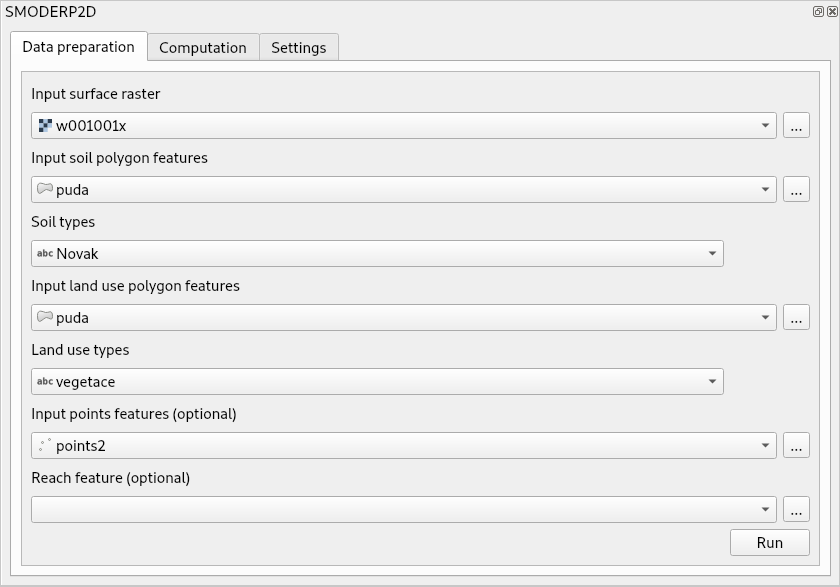 SMODERP2D
Data preparation Computation Settings
Input surface raster
w001001x ...
Input soil polygon features
puda ...
Soil types
abc Novak
Input land use polygon features
puda ...
Land use types
abc vegetace
Input points features (optional)
points2 ...
Reach feature (optional)
...
Run